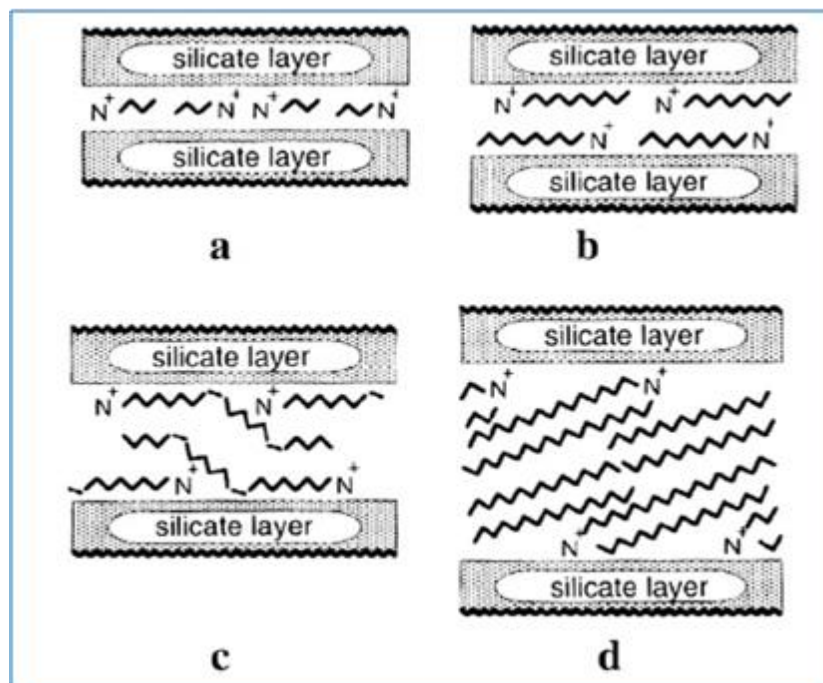 silicate layer
N+ N+ N+ N+
silicate layer
a
silicate layer
N+ N+
N+ N+
silicate layer
b
silicate layer
N+ N+
N+ N+
silicate layer
c
silicate layer
N+ N+
N+ N+
silicate layer
d